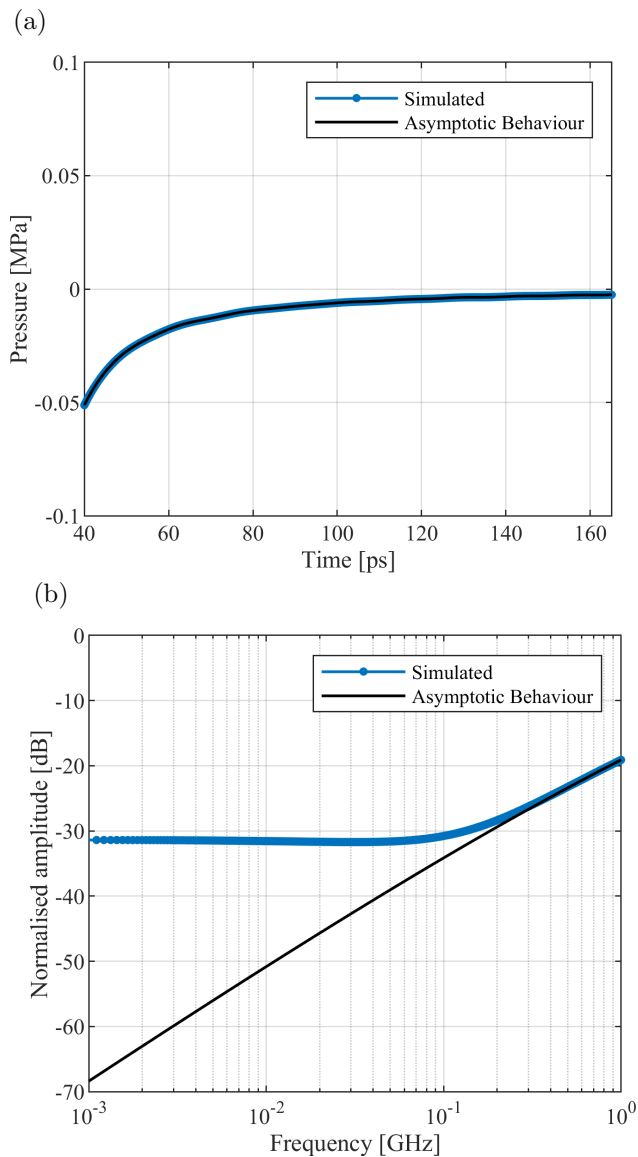 (a)
0.1
0.05
0
-0.05
-0.1
Pressure [MPa]
Simulated
Asymptotic Behaviour
40 60 80 100 120 140 160
Time [ps]
(b)
0
-10
-20
-30
-40
-50
-60
-70
Normalised amplitude [dB]
Simulated
Asymptotic Behaviour
10⁻³ 10⁻² 10⁻¹ 10⁰
Frequency [GHz]